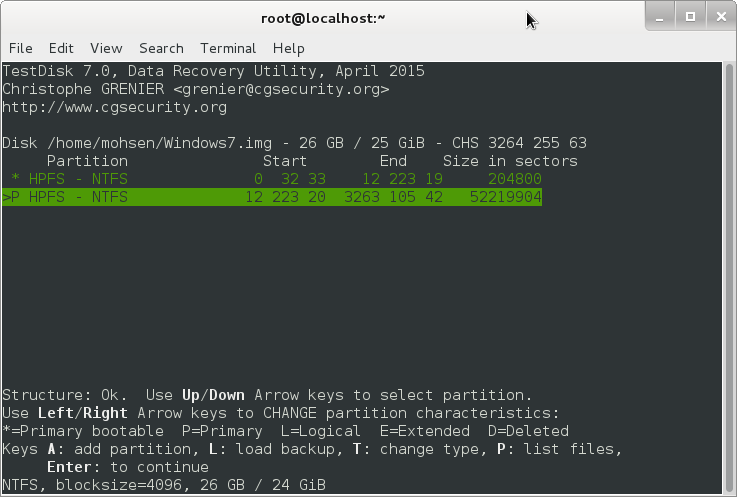 root@localhost:~
File Edit View Search Terminal Help
TestDisk 7.0, Data Recovery Utility, April 2015
Christophe GRENIER <grenier@cgsecurity.org>
http://www.cgsecurity.org
Disk /home/mohsen/Windows7.img - 26 GB / 25 GiB - CHS 3264 255 63
     Partition               Start        End    Size in sectors
 * HPFS - NTFS              0  32 33    12 223 19     204800
>P HPFS - NTFS             12 223 20  3263 105 42   52219904
Structure: Ok.  Use Up/Down Arrow keys to select partition.
Use Left/Right Arrow keys to CHANGE partition characteristics:
*=Primary bootable  P=Primary  L=Logical  E=Extended  D=Deleted
Keys A: add partition, L: load backup, T: change type, P: list files,
     Enter: to continue
NTFS, blocksize=4096, 26 GB / 24 GiB